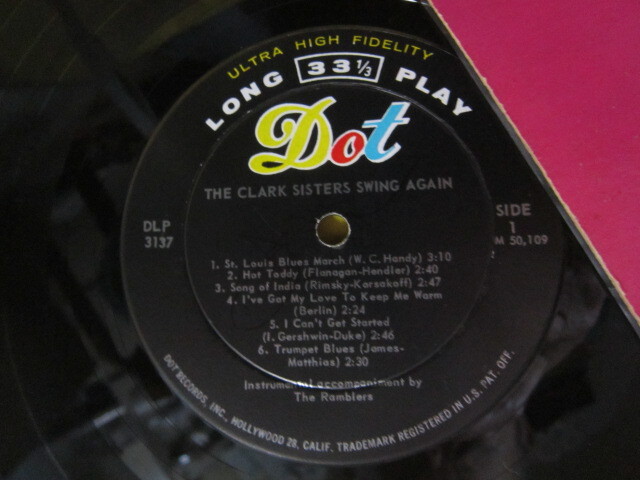 ULTRA HIGH FIDELITY
LONG 33 1/3 PLAY
Dot
THE CLARK SISTERS SWING AGAIN
DLP
3137
SIDE
1
M 50,109
1. St. Louis Blues March (W. C. Handy) 3:10
2. Hot Toddy (Flanagan-Hendler) 2:40
3. Song of India (Rimsky-Karsakoff) 2:47
4. I've Got My Love To Keep Me Warm
(Berlin) 2:24
5. I Can't Get Started
(I. Gershwin-Duke) 2:46
6. Trumpet Blues (James-
Matthias) 2:30
Instrumental accompaniment by
The Ramblers
DOT RECORDS, INC., HOLLYWOOD 28, CALIF. TRADEMARK REGISTERED IN U.S. PAT. OFF.